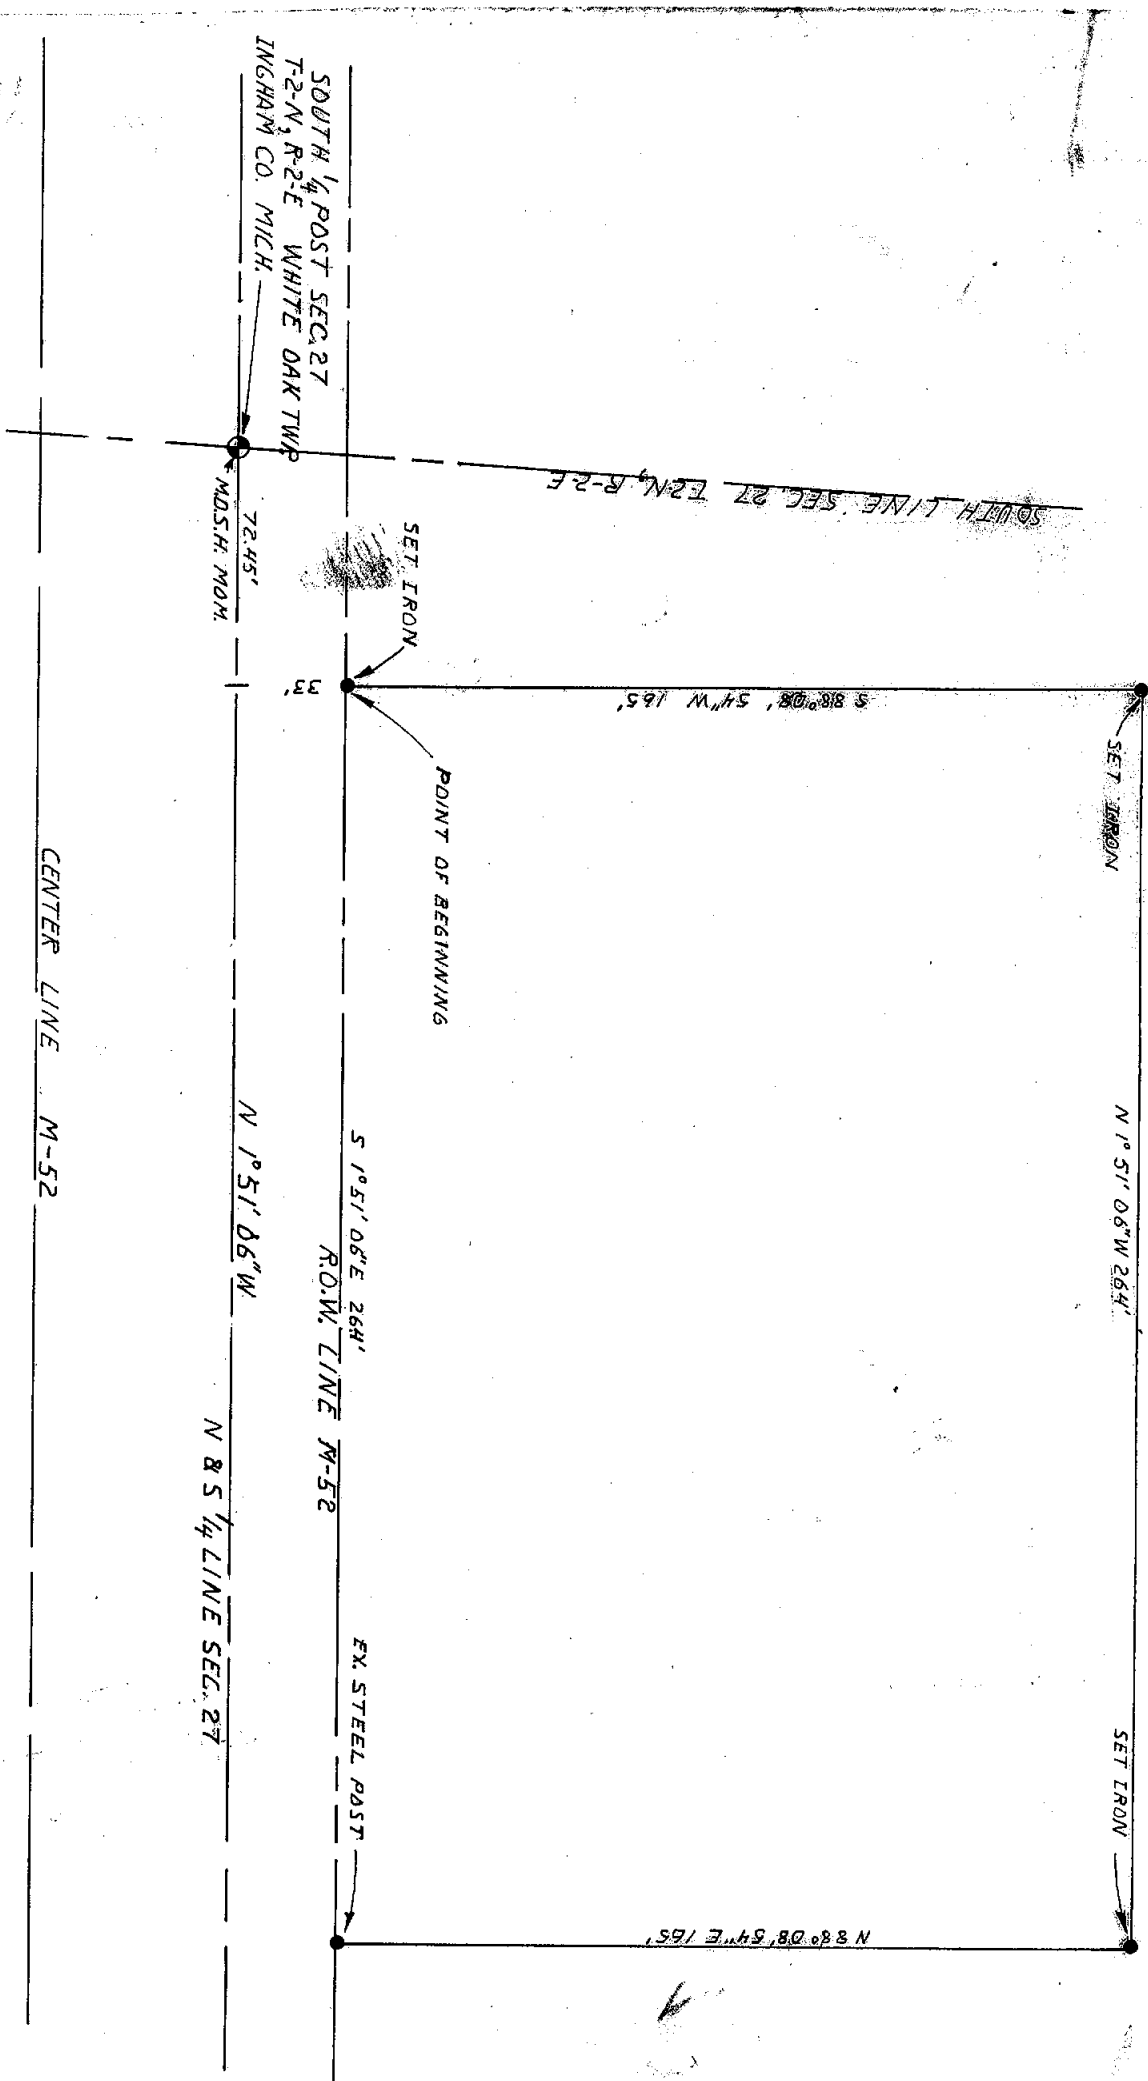 SOUTH 1/4 POST SEC. 27
T-2-N, R-2-E WHITE OAK TWP
INGHAM CO. MICH.
M.D.S.H. MOM.
72.45'
SOUTH LINE SEC. 27 T-2-N, R-2-E
SET IRON
33'
S 88° 08' 54"W 165'
SET IRON
POINT OF BEGINNING
N 1° 51' 06"W 264'
S 1° 51' 06"E 264'
R.O.W. LINE M-52
N 1° 51' 06"W
N & S 1/4 LINE SEC. 27
CENTER LINE M-52
EX. STEEL POST
SET IRON
N 88° 08' 54"E 165'